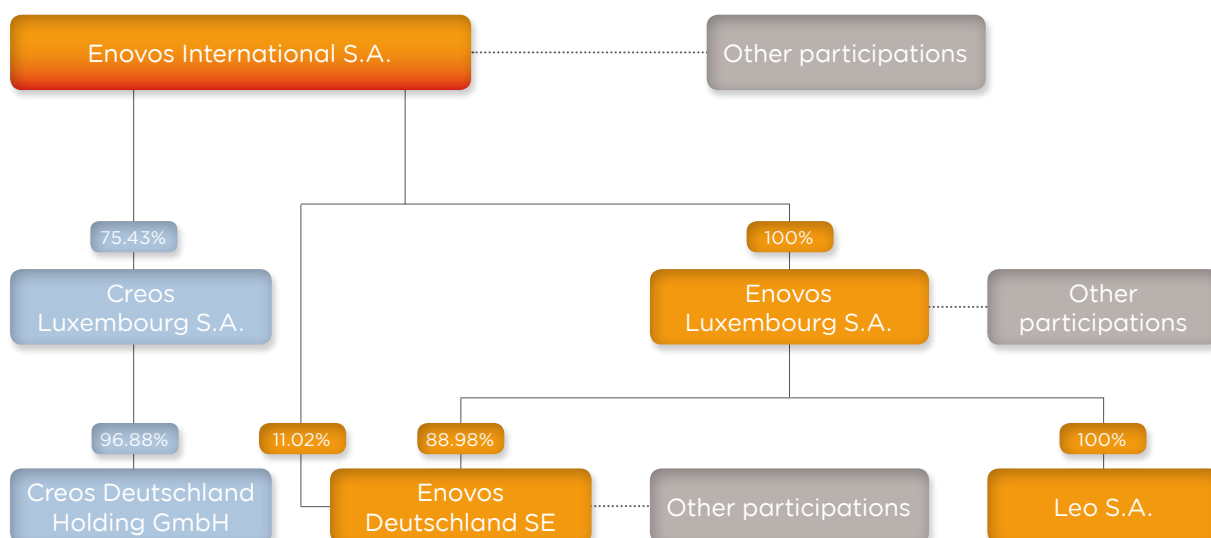 Enovos International S.A.
Other participations
75.43%
100%
Creos
Luxembourg S.A.
Enovos
Luxembourg S.A.
Other
participations
96.88%
11.02%
88.98%
100%
Creos Deutschland
Holding GmbH
Enovos
Deutschland SE
Other participations
Leo S.A.